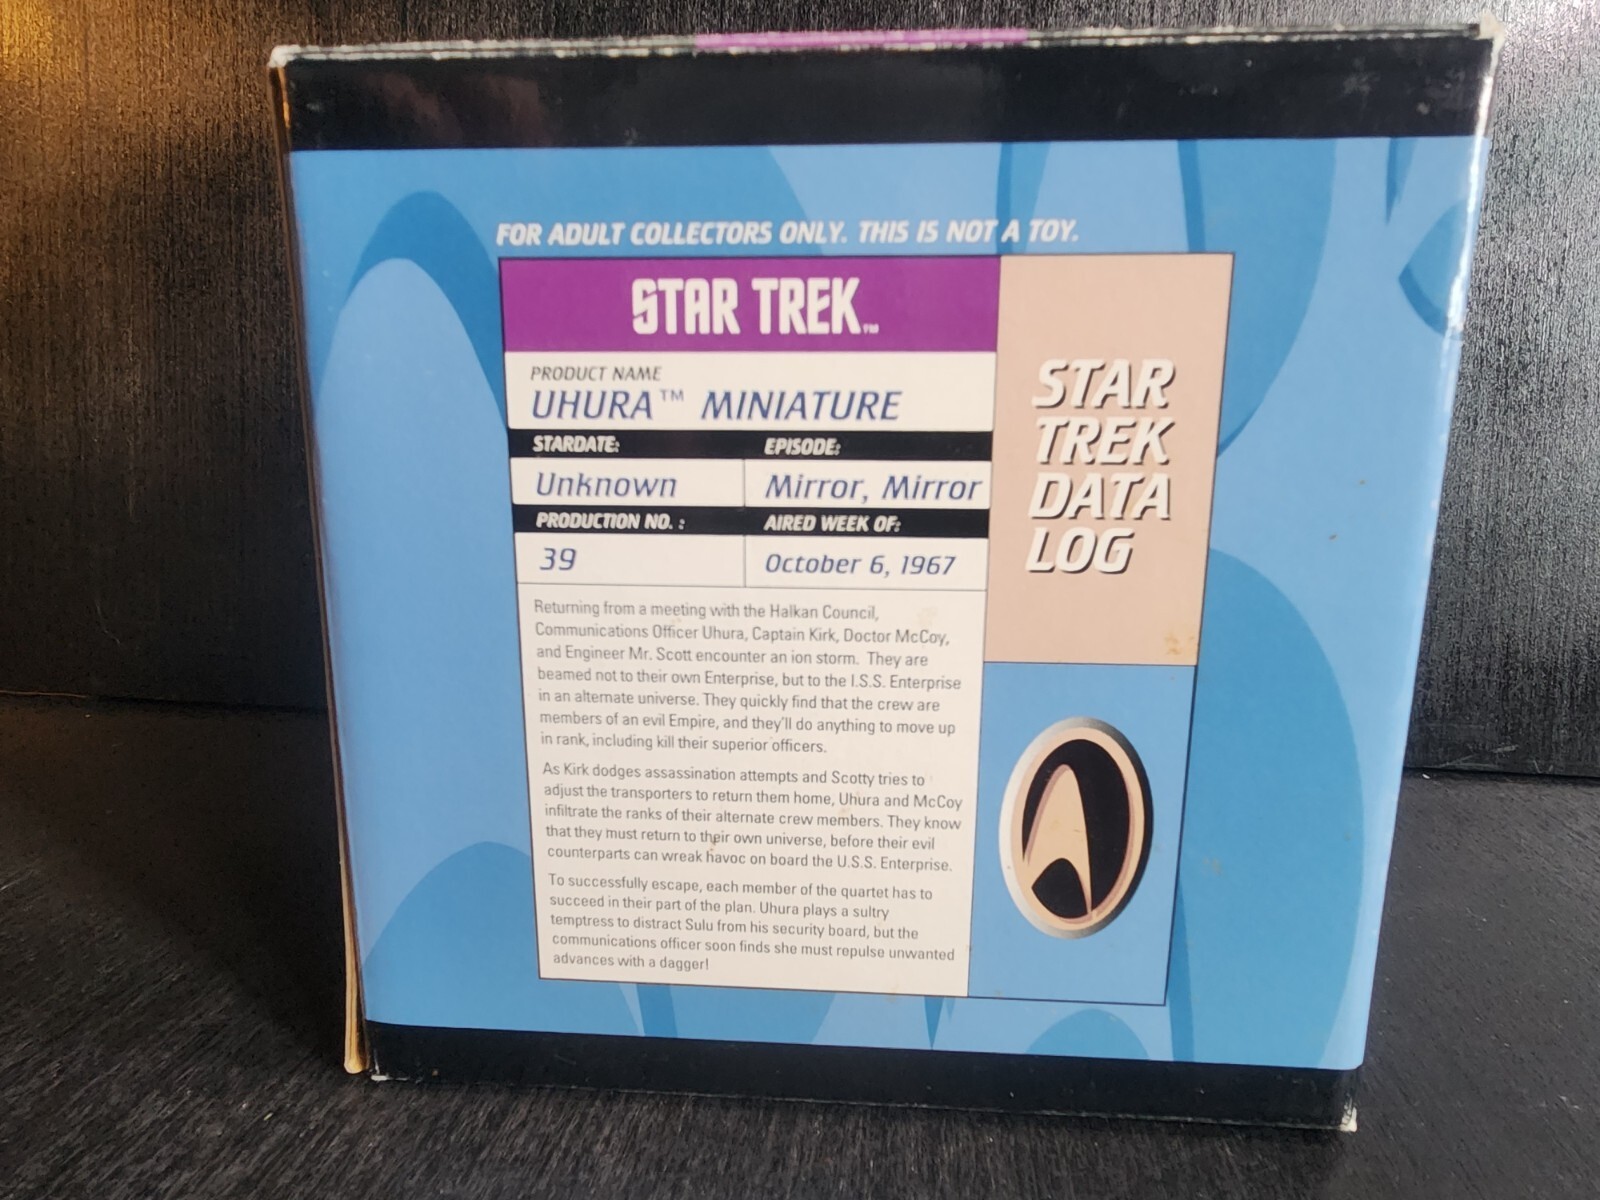 FOR ADULT COLLECTORS ONLY. THIS IS NOT A TOY.
STAR TREK™
PRODUCT NAME
UHURA™ MINIATURE
STARDATE: EPISODE:
Unknown Mirror, Mirror
PRODUCTION NO. : AIRED WEEK OF:
39 October 6, 1967
Returning from a meeting with the Halkan Council,
Communications Officer Uhura, Captain Kirk, Doctor McCoy,
and Engineer Mr. Scott encounter an ion storm. They are
beamed not to their own Enterprise, but to the I.S.S. Enterprise
in an alternate universe. They quickly find that the crew are
members of an evil Empire, and they'll do anything to move up
in rank, including kill their superior officers.
As Kirk dodges assassination attempts and Scotty tries to
adjust the transporters to return them home, Uhura and McCoy
infiltrate the ranks of their alternate crew members. They know
that they must return to their own universe, before their evil
counterparts can wreak havoc on board the U.S.S. Enterprise.
To successfully escape, each member of the quartet has to
succeed in their part of the plan. Uhura plays a sultry
temptress to distract Sulu from his security board, but the
communications officer soon finds she must repulse unwanted
advances with a dagger!
STAR
TREK
DATA
LOG